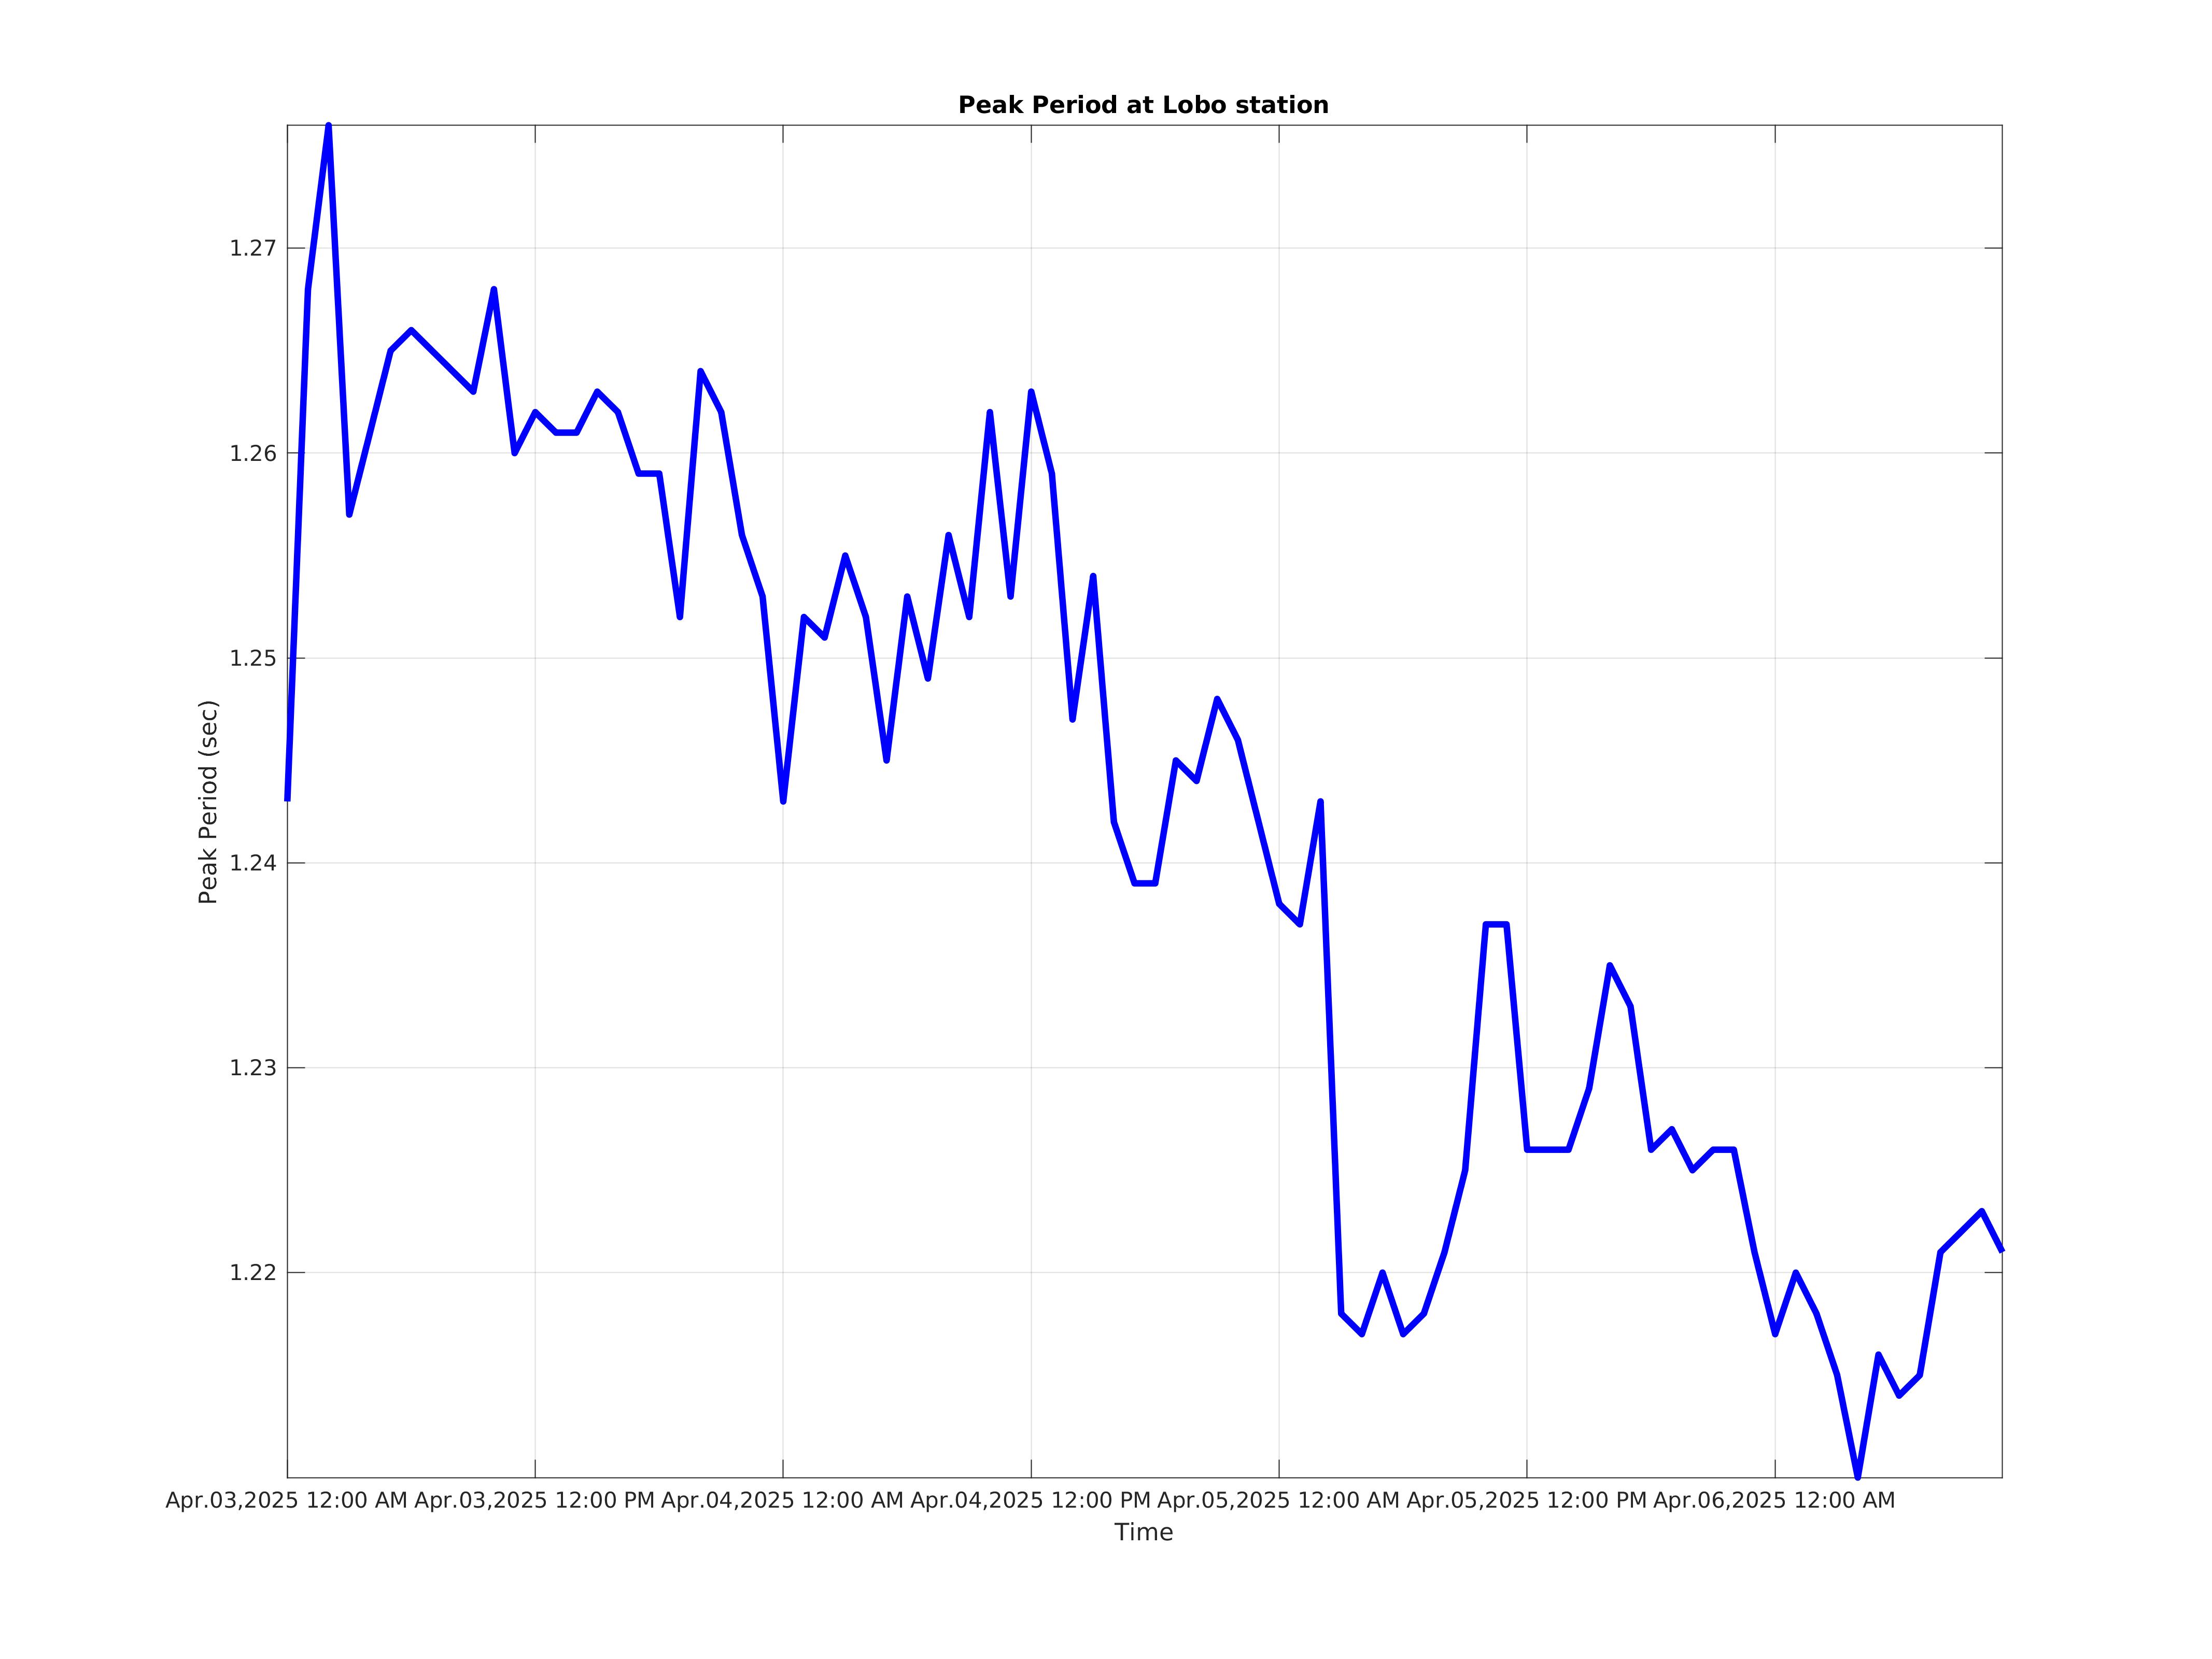 Peak Period at Lobo station
Peak Period (sec)
1.27
1.26
1.25
1.24
1.23
1.22
Apr.03,2025 12:00 AM Apr.03,2025 12:00 PM Apr.04,2025 12:00 AM Apr.04,2025 12:00 PM Apr.05,2025 12:00 AM Apr.05,2025 12:00 PM Apr.06,2025 12:00 AM
Time